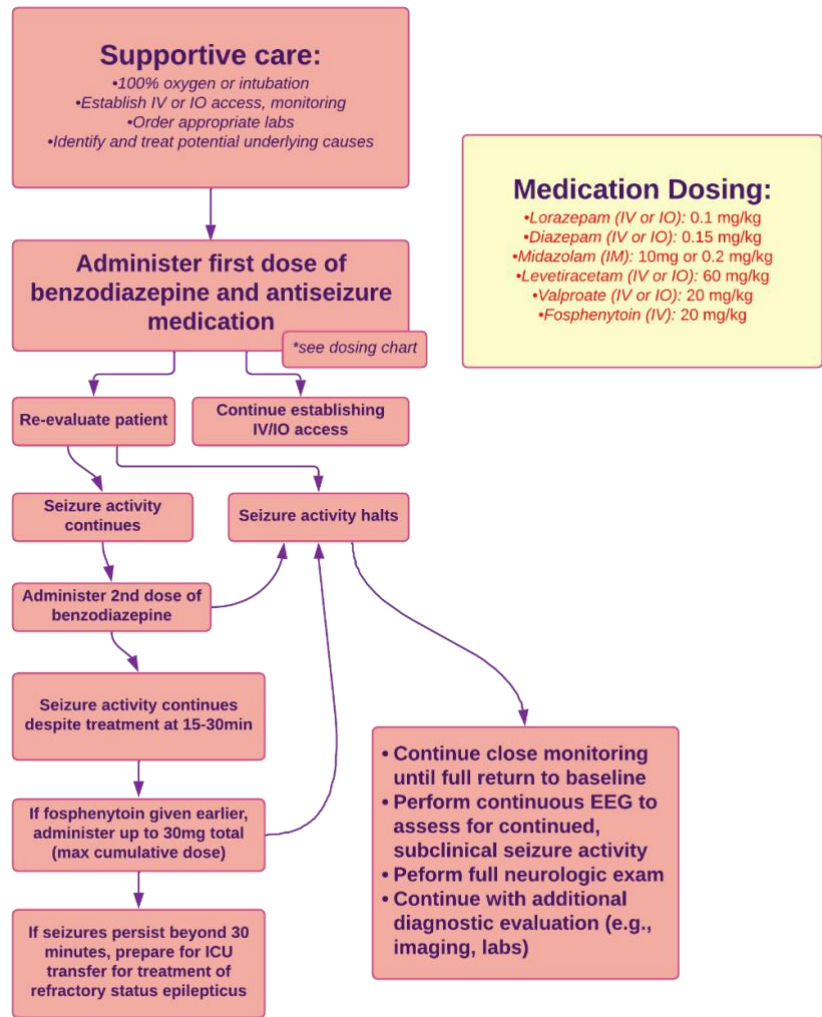 Supportive care:
•100% oxygen or intubation
•Establish IV or IO access, monitoring
•Order appropriate labs
•Identify and treat potential underlying causes
Medication Dosing:
•Lorazepam (IV or IO): 0.1 mg/kg
•Diazepam (IV or IO): 0.15 mg/kg
•Midazolam (IM): 10mg or 0.2 mg/kg
•Levetiracetam (IV or IO): 60 mg/kg
•Valproate (IV or IO): 20 mg/kg
•Fosphenytoin (IV): 20 mg/kg
Administer first dose of
benzodiazepine and antiseizure
medication
*see dosing chart
Re-evaluate patient
Continue establishing
IV/IO access
Seizure activity
continues
Seizure activity halts
Administer 2nd dose of
benzodiazepine
Seizure activity continues
despite treatment at 15-30min
If fosphenytoin given earlier,
administer up to 30mg total
(max cumulative dose)
If seizures persist beyond 30
minutes, prepare for ICU
transfer for treatment of
refractory status epilepticus
• Continue close monitoring
until full return to baseline
• Perform continuous EEG to
assess for continued,
subclinical seizure activity
• Peform full neurologic exam
• Continue with additional
diagnostic evaluation (e.g.,
imaging, labs)